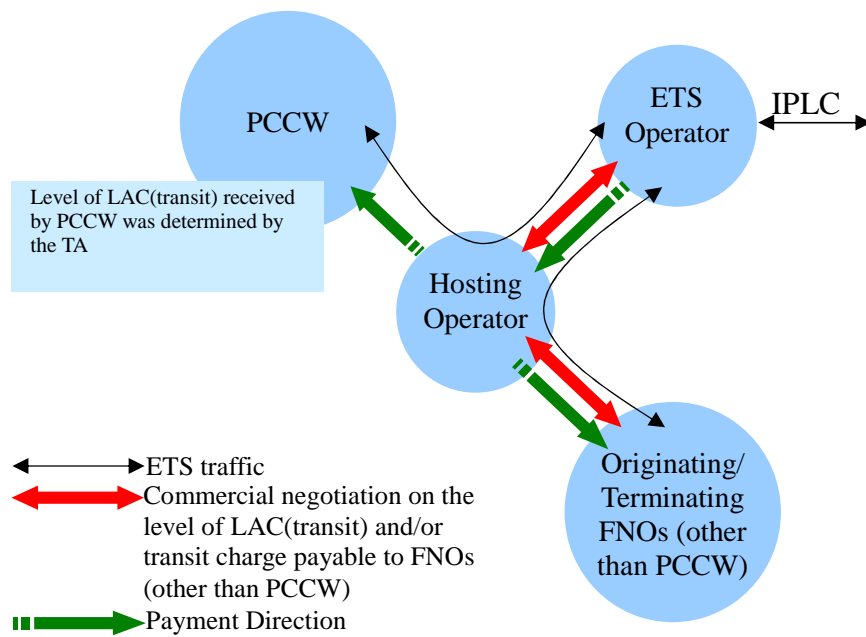 PCCW
ETS
Operator
IPLC
Level of LAC(transit) received
by PCCW was determined by
the TA
Hosting
Operator
Originating/
Terminating
FNOs (other
than PCCW)
ETS traffic
Commercial negotiation on the
level of LAC(transit) and/or
transit charge payable to FNOs
(other than PCCW)
Payment Direction